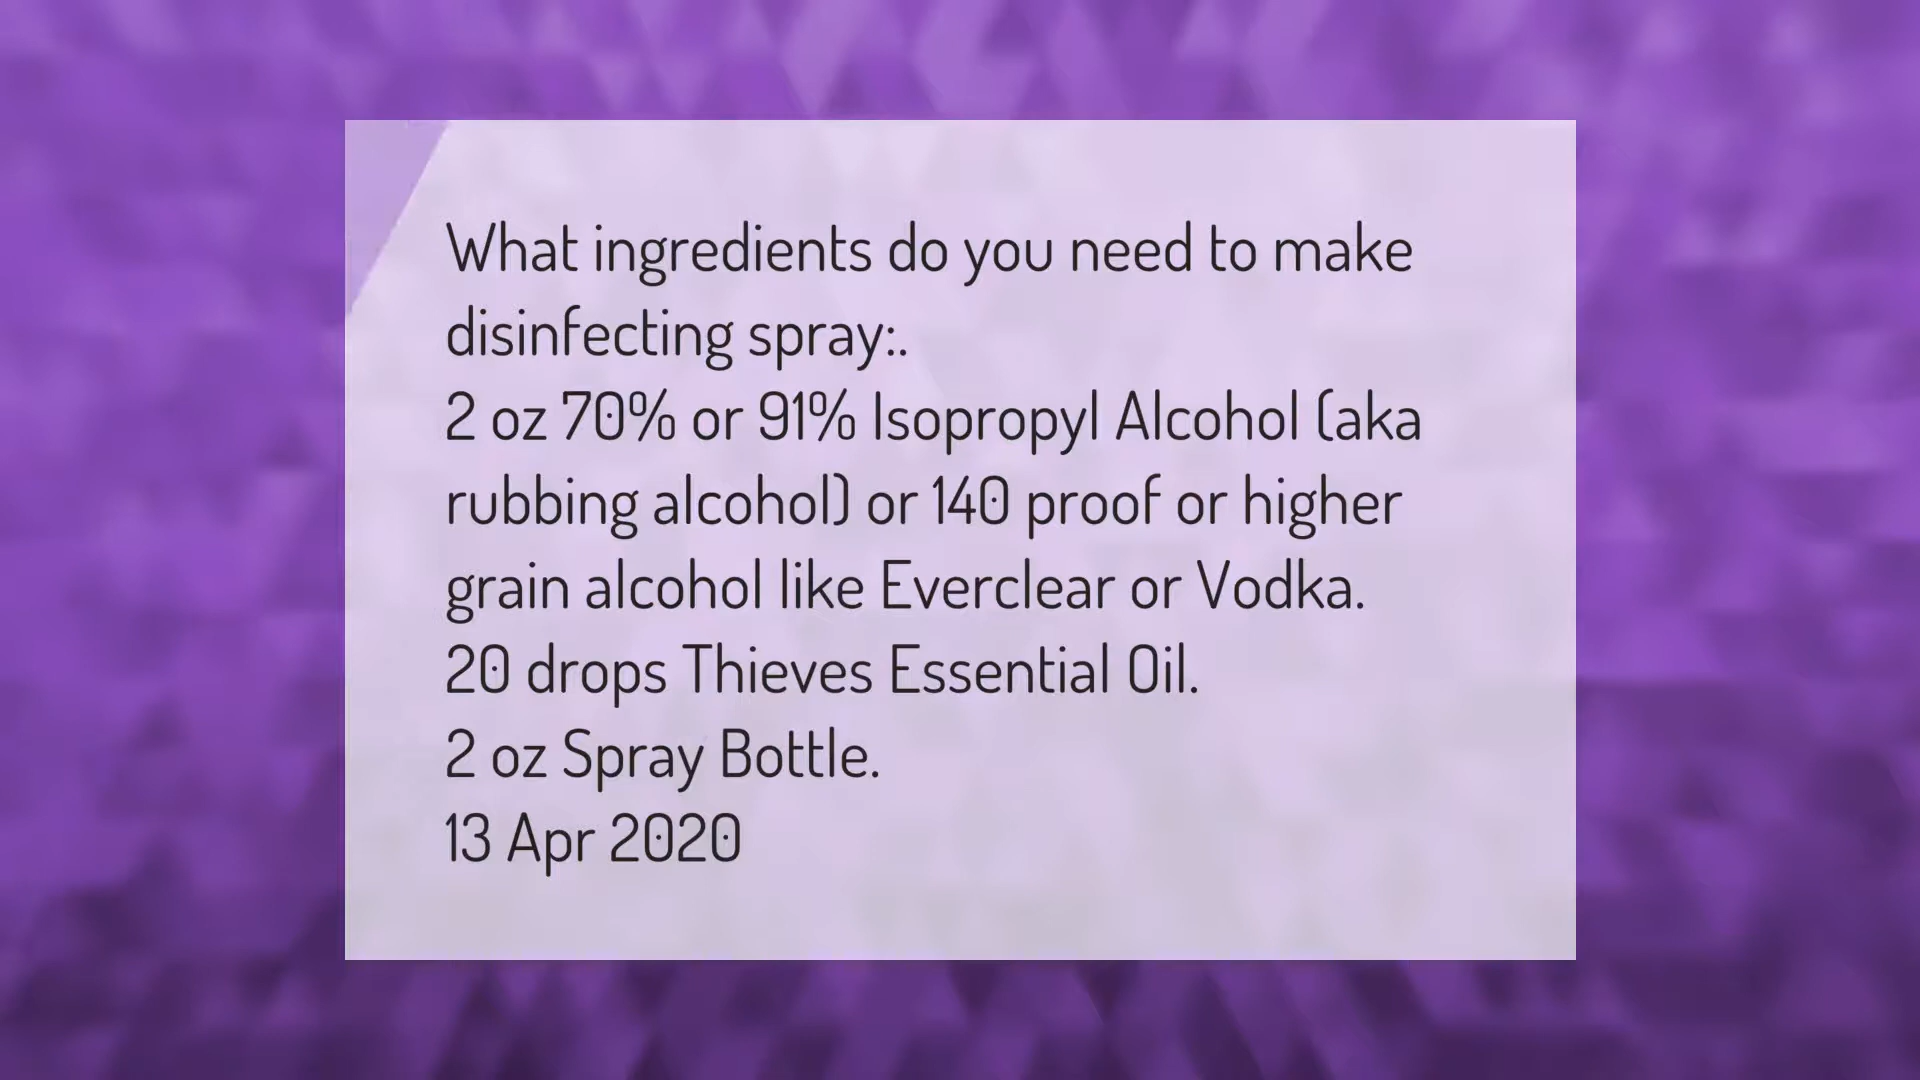 What ingredients do you need to make
disinfecting spray:.
2 oz 70% or 91% Isopropyl Alcohol (aka
rubbing alcohol) or 140 proof or higher
grain alcohol like Everclear or Vodka.
20 drops Thieves Essential Oil.
2 oz Spray Bottle.
13 Apr 2020